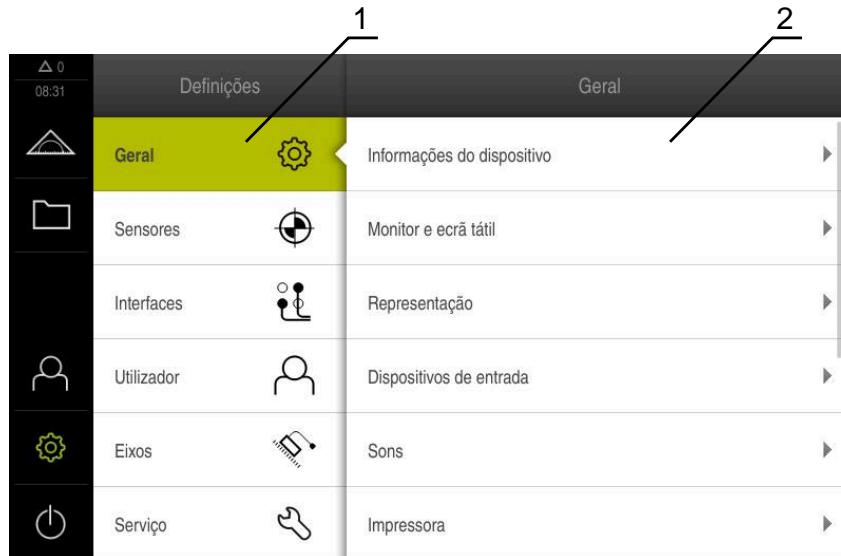 1
2
0
08:31
Definições
Geral
Geral
Sensores
Interfaces
Utilizador
Eixos
Serviço
Informações do dispositivo
Monitor e ecrã tátil
Representação
Dispositivos de entrada
Sons
Impressora